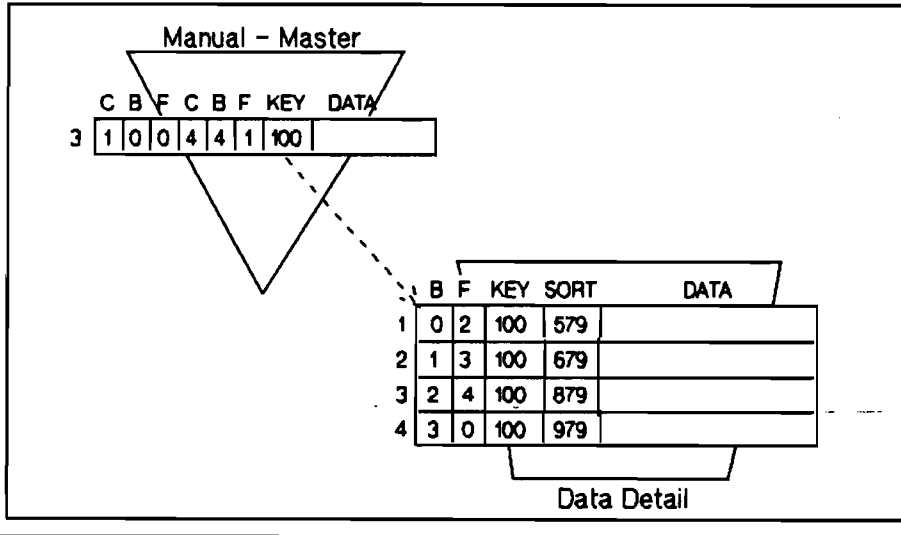 Manual - Master
C B F C B F KEY DATA
3 1 0 0 4 4 1 100
B F KEY SORT DATA
1 0 2 100 579
2 1 3 100 679
3 2 4 100 879
4 3 0 100 979
Data Detail